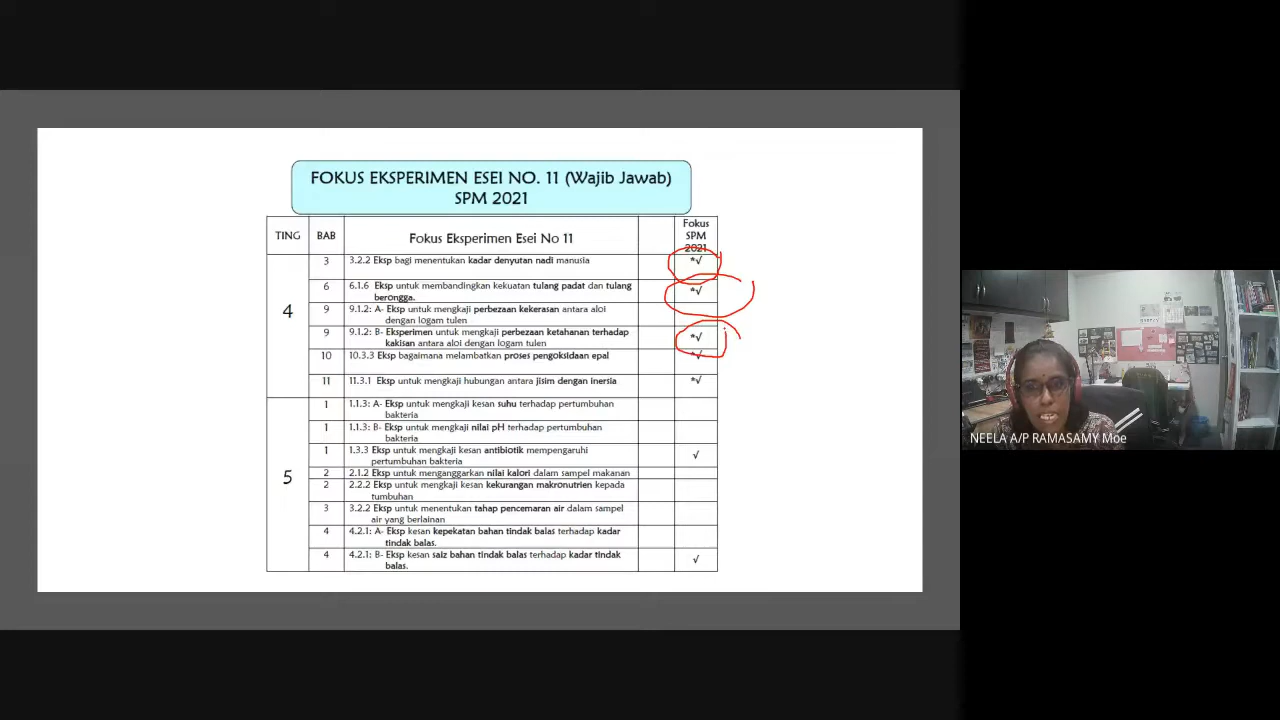 FOKUS EKSPERIMEN ESEI NO. 11 (Wajib Jawab)
SPM 2021
TING
BAB
Fokus Eksperimen Esei No 11
Fokus
SPM
2021
4
3
3.2.2 Eksp bagi menentukan kadar denyutan nadi manusia
*√
6
6.1.6 Eksp untuk membandingkan kekuatan tulang padat dan tulang
berongga.
*√
9
9.1.2: A- Eksp untuk mengkaji perbezaan kekerasan antara aloi
dengan logam tulen
9
9.1.2: B- Eksperimen untuk mengkaji perbezaan ketahanan terhadap
kakisan antara aloi dengan logam tulen
*√
10
10.3.3 Eksp bagaimana melambatkan proses pengoksidaan epal
*√
11
11.3.1 Eksp untuk mengkaji hubungan antara jisim dengan inersia
*√
5
1
1.1.3: A- Eksp untuk mengkaji kesan suhu terhadap pertumbuhan
bakteria
1
1.1.3: B- Eksp untuk mengkaji nilai pH terhadap pertumbuhan
bakteria
1
1.3.3 Eksp untuk mengkaji kesan antibiotik mempengaruhi
pertumbuhan bakteria
√
2
2.1.2 Eksp untuk menganggarkan nilai kalori dalam sampel makanan
2
2.2.2 Eksp untuk mengkaji kesan kekurangan makronutrien kepada
tumbuhan
3
3.2.2 Eksp untuk menentukan tahap pencemaran air dalam sampel
air yang berlainan
4
4.2.1: A- Eksp kesan kepekatan bahan tindak balas terhadap kadar
tindak balas.
4
4.2.1: B- Eksp kesan saiz bahan tindak balas terhadap kadar tindak
balas.
√
NEELA A/P RAMASAMY Moe